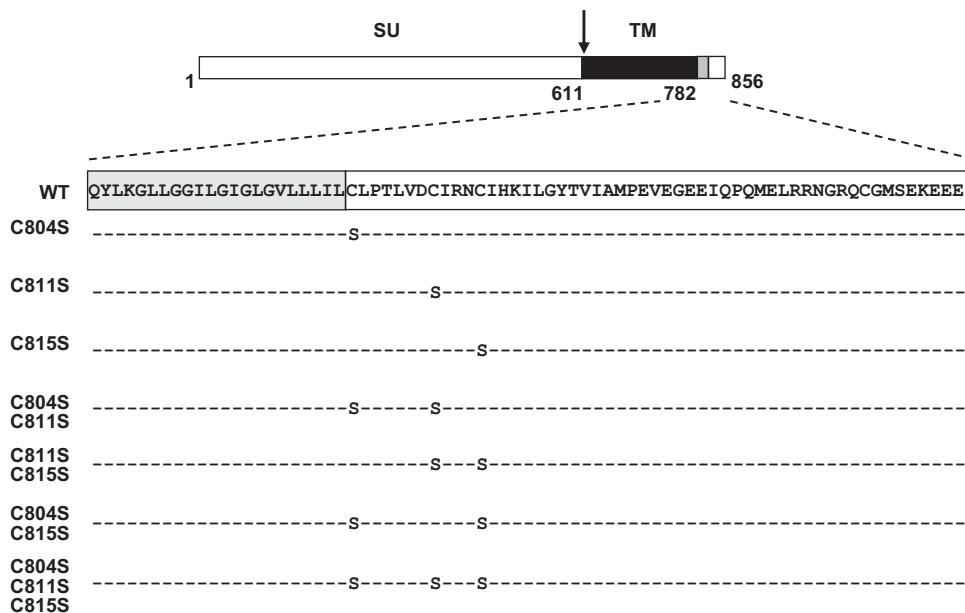 SU TM
1 611 782 856
WT QYLKGLLGGILGIGLGVLLLILCLPTLVDCIRNCIHKILGYTVIAMPEVEGEEIQPQMELRRNGRQCGMSEKEEE
C804S
----------------------S----------------------------------------------------
C811S
-----------------------------S---------------------------------------------
C815S
---------------------------------S-----------------------------------------
C804S
C811S
----------------------S------S---------------------------------------------
C811S
C815S
-----------------------------S---S-----------------------------------------
C804S
C815S
----------------------S----------S-----------------------------------------
C804S
C811S
C815S
----------------------S------S---S-----------------------------------------